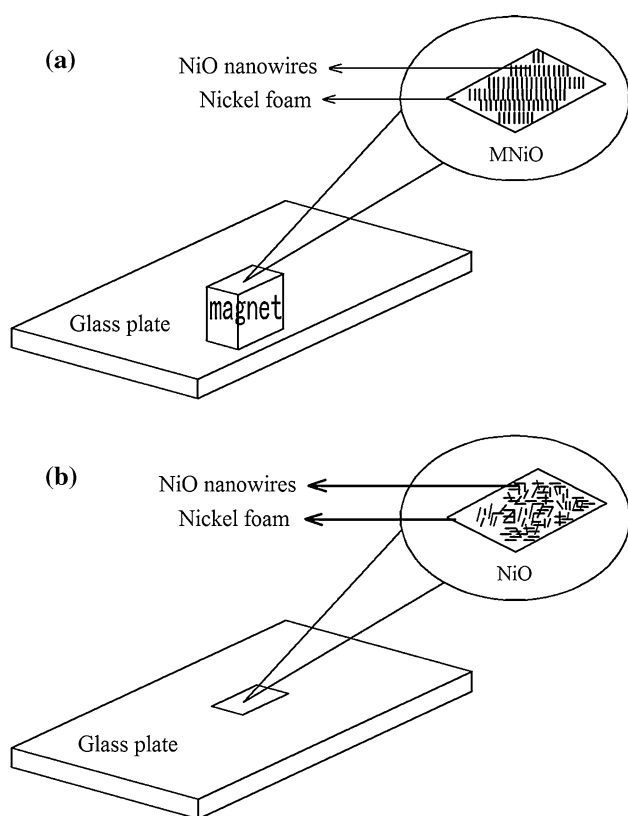 (a)
NiO nanowires
Nickel foam
MNiO
magnet
Glass plate
(b)
NiO nanowires
Nickel foam
NiO
Glass plate